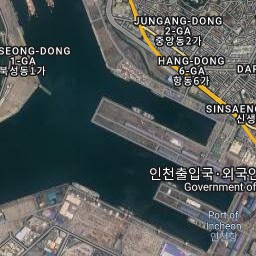 JUNGANG-DONG
2-GA
중앙동2가
SEONG-DONG
1-GA
북성동1가
HANG-DONG
6-GA
항동6가
SINSAENG
신생
인천출입국·외국인
Government of
Port of
Incheon
인천항